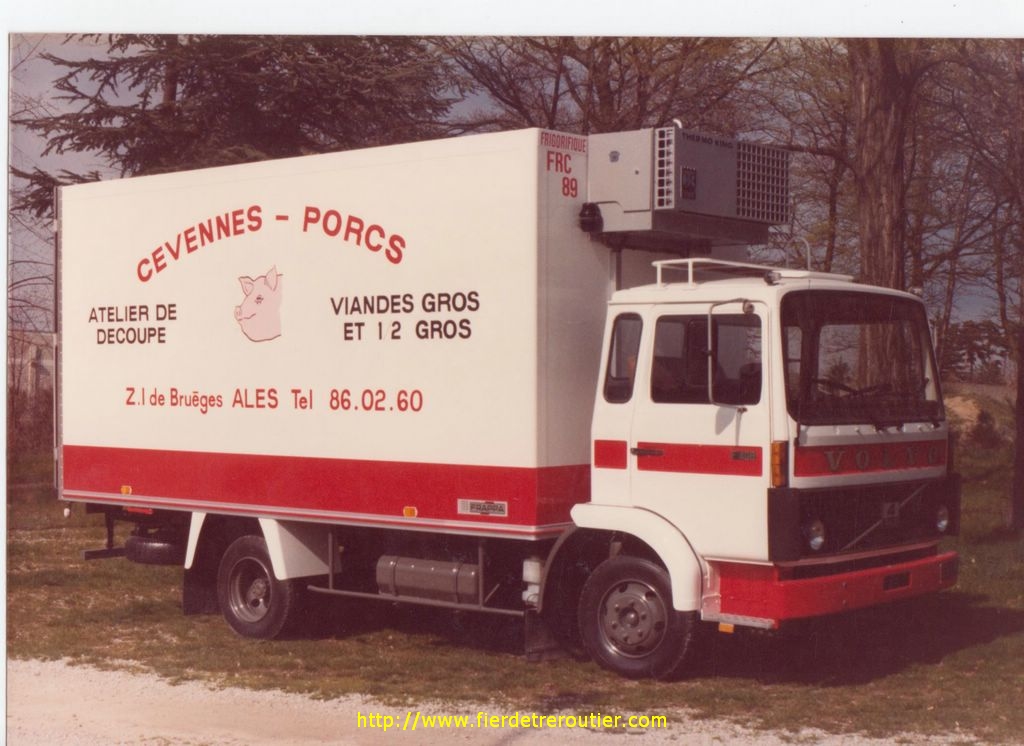 FRIGORIFIQUE
FRC
89
THERMO KING
CEVENNES - PORCS
ATELIER DE
DECOUPE
VIANDES GROS
ET 1 2 GROS
Z.I de Bruēges ALES Tel 86.02.60
VOLVO
FRAPPA
http://www.fierdetreroutier.com